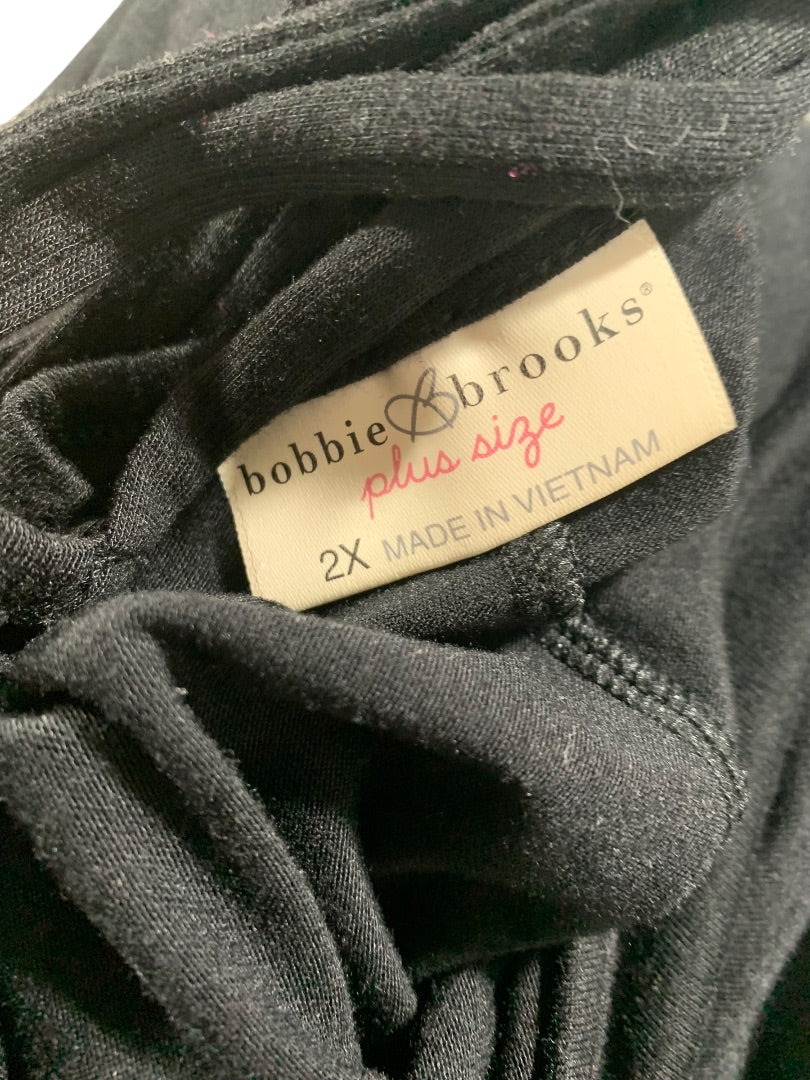 bobbie B brooks®
plus size
2X MADE IN VIETNAM